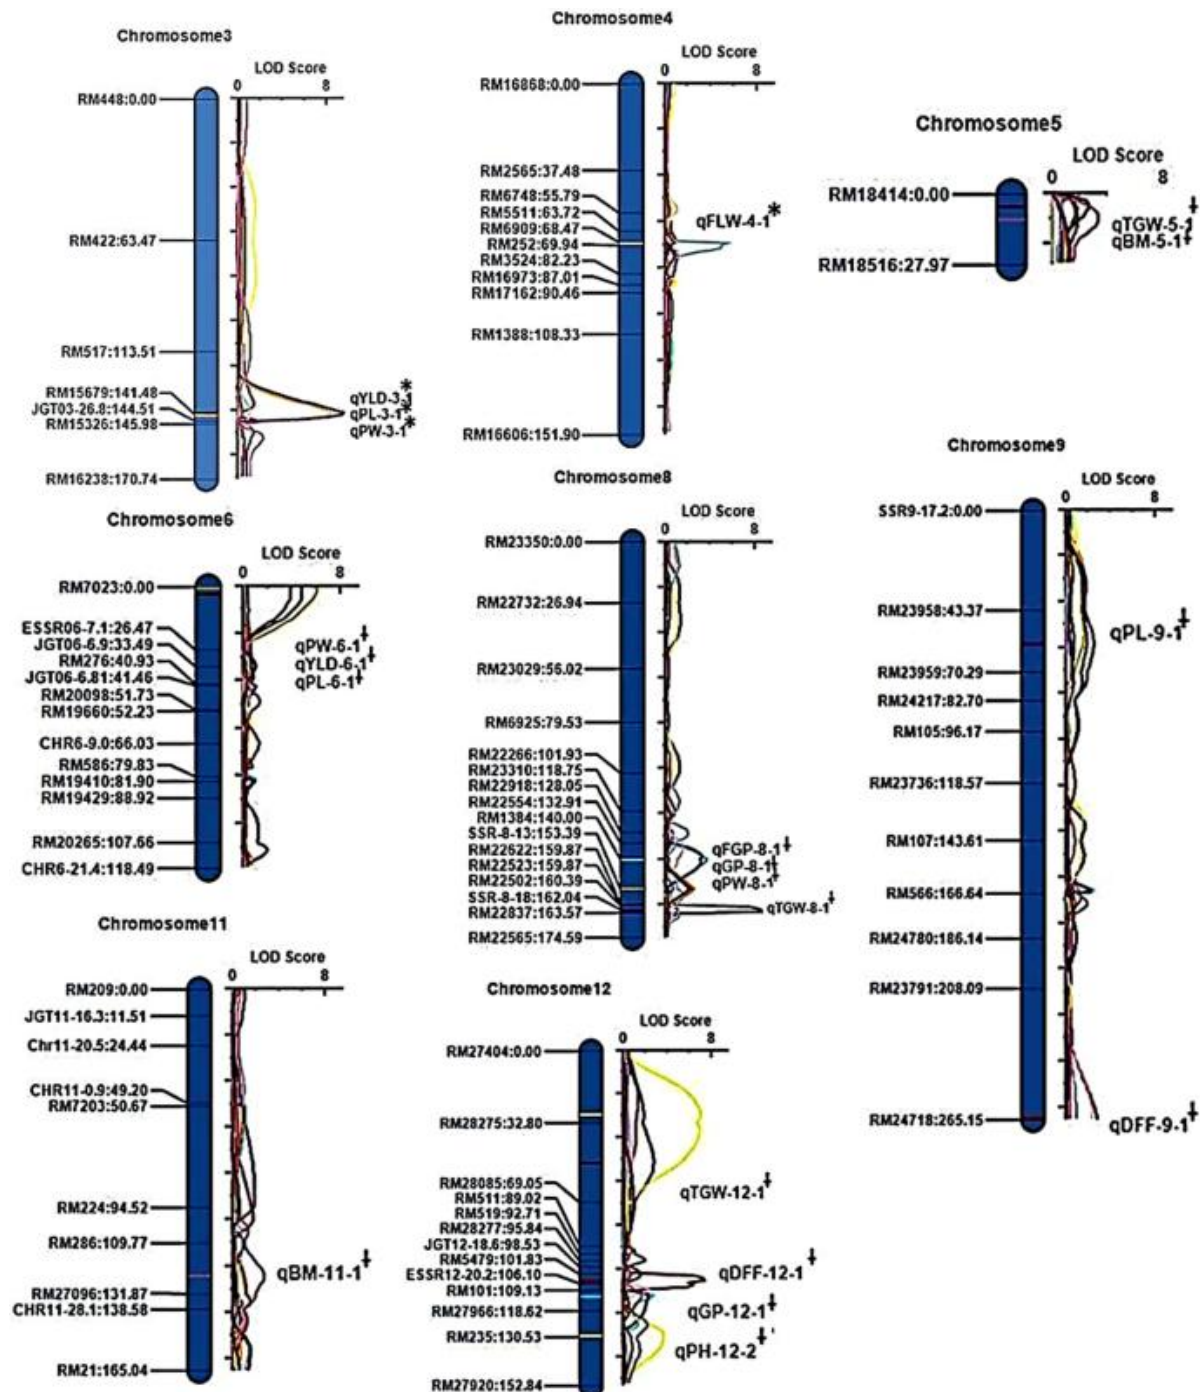 Chromosome3
LOD Score
0 8
RM448:0.00
RM422:63.47
RM517:113.51
RM15679:141.48
JGT03-26.8:144.51
RM15326:145.98
RM16238:170.74
qPL-3-1*
qPW-3-1*
Chromosome4
LOD Score
0 8
RM16868:0.00
RM2565:37.48
RM6748:55.79
RM5511:63.72
RM6909:68.47
RM252:69.94
RM3524:82.23
RM16973:87.01
RM17162:90.46
RM1388:108.33
RM16606:151.90
qFLW-4-1*
Chromosome5
LOD Score
0 8
RM18414:0.00
RM18516:27.97
qTGW-5-1‡
qBM-5-1‡
Chromosome6
LOD Score
0 8
RM7023:0.00
ESSR06-7.1:26.47
JGT06-6.9:33.49
RM276:40.93
JGT06-6.81:41.46
RM20098:51.73
RM19660:52.23
CHR6-9.0:66.03
RM586:79.83
RM19410:81.90
RM19429:88.92
RM20265:107.66
CHR6-21.4:118.49
qPW-6-1‡
qYLD-6-1‡
qPL-6-1‡
Chromosome8
LOD Score
0 8
RM23350:0.00
RM22732:26.94
RM23029:56.02
RM6925:79.53
RM22266:101.93
RM23310:118.75
RM22918:128.05
RM22554:132.91
RM1384:140.00
SSR-8-13:153.39
RM22622:159.87
RM22523:159.87
RM22502:160.39
SSR-8-18:162.04
RM22837:163.57
RM22565:174.59
qFGP-8-1‡
qGP-8-1‡
qPW-8-1‡
qTGW-8-1‡
Chromosome9
LOD Score
0 8
SSR9-17.2:0.00
RM23958:43.37
RM23959:70.29
RM24217:82.70
RM105:96.17
RM23736:118.57
RM107:143.61
RM566:166.64
RM24780:186.14
RM23791:208.09
RM24718:265.15
qPL-9-1‡
qDFF-9-1‡
Chromosome11
LOD Score
0 8
RM209:0.00
JGT11-16.3:11.51
Chr11-20.5:24.44
CHR11-0.9:49.20
RM7203:50.67
RM224:94.52
RM286:109.77
RM27096:131.87
CHR11-28.1:138.58
RM21:165.04
qBM-11-1‡
Chromosome12
LOD Score
0 8
RM27404:0.00
RM28275:32.80
RM28085:69.05
RM511:89.02
RM519:92.71
RM28277:95.84
JGT12-18.6:98.53
RM5479:101.83
ESSR12-20.2:106.10
RM101:109.13
RM27966:118.62
RM235:130.53
RM27920:152.84
qTGW-12-1‡
qDFF-12-1‡
qGP-12-1‡
qPH-12-2‡